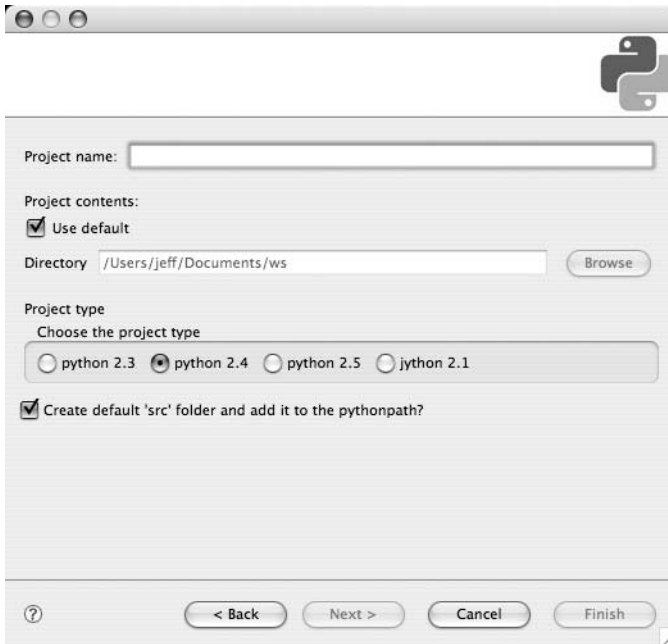 Project name:
Project contents:
Use default
Directory /Users/jeff/Documents/ws Browse
Project type
Choose the project type
python 2.3 python 2.4 python 2.5 jython 2.1
Create default 'src' folder and add it to the pythonpath?
? < Back Next > Cancel Finish